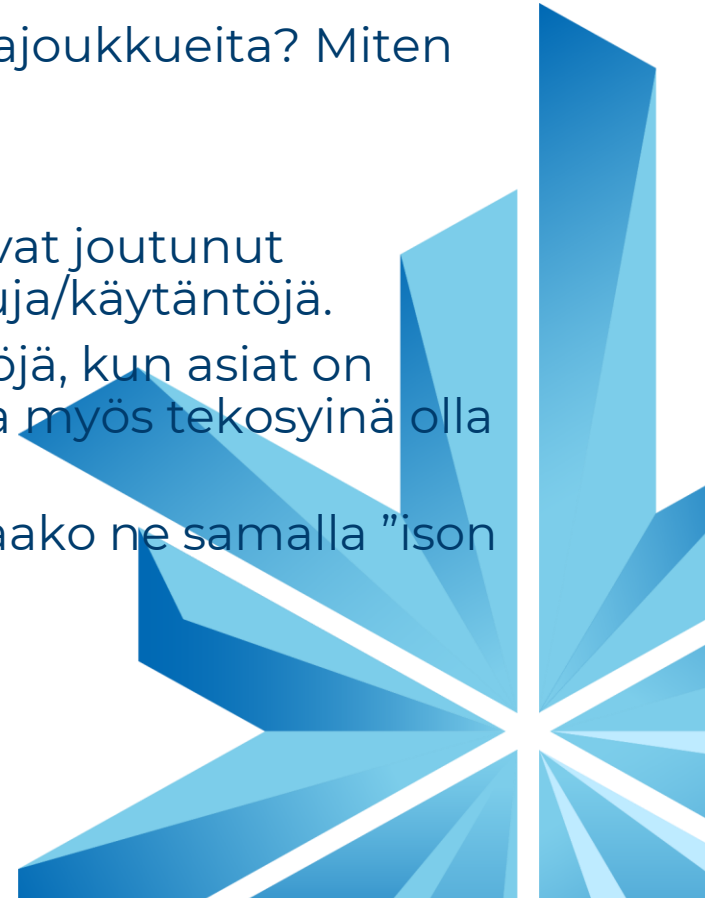 ajoukkueita? Miten
vat joutunut
uja/käytäntöjä.
öjä, kun asiat on
a myös tekosyinä olla
aako ne samalla ”ison